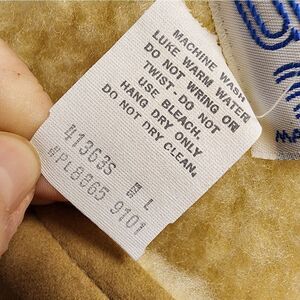 MACHINE WASH
LUKE WARM WATER
DO NOT WRING OR
TWIST - DO NOT
USE BLEACH.
HANG DRY ONLY
DO NOT DRY CLEAN.
41363S L
#PL8865 9101